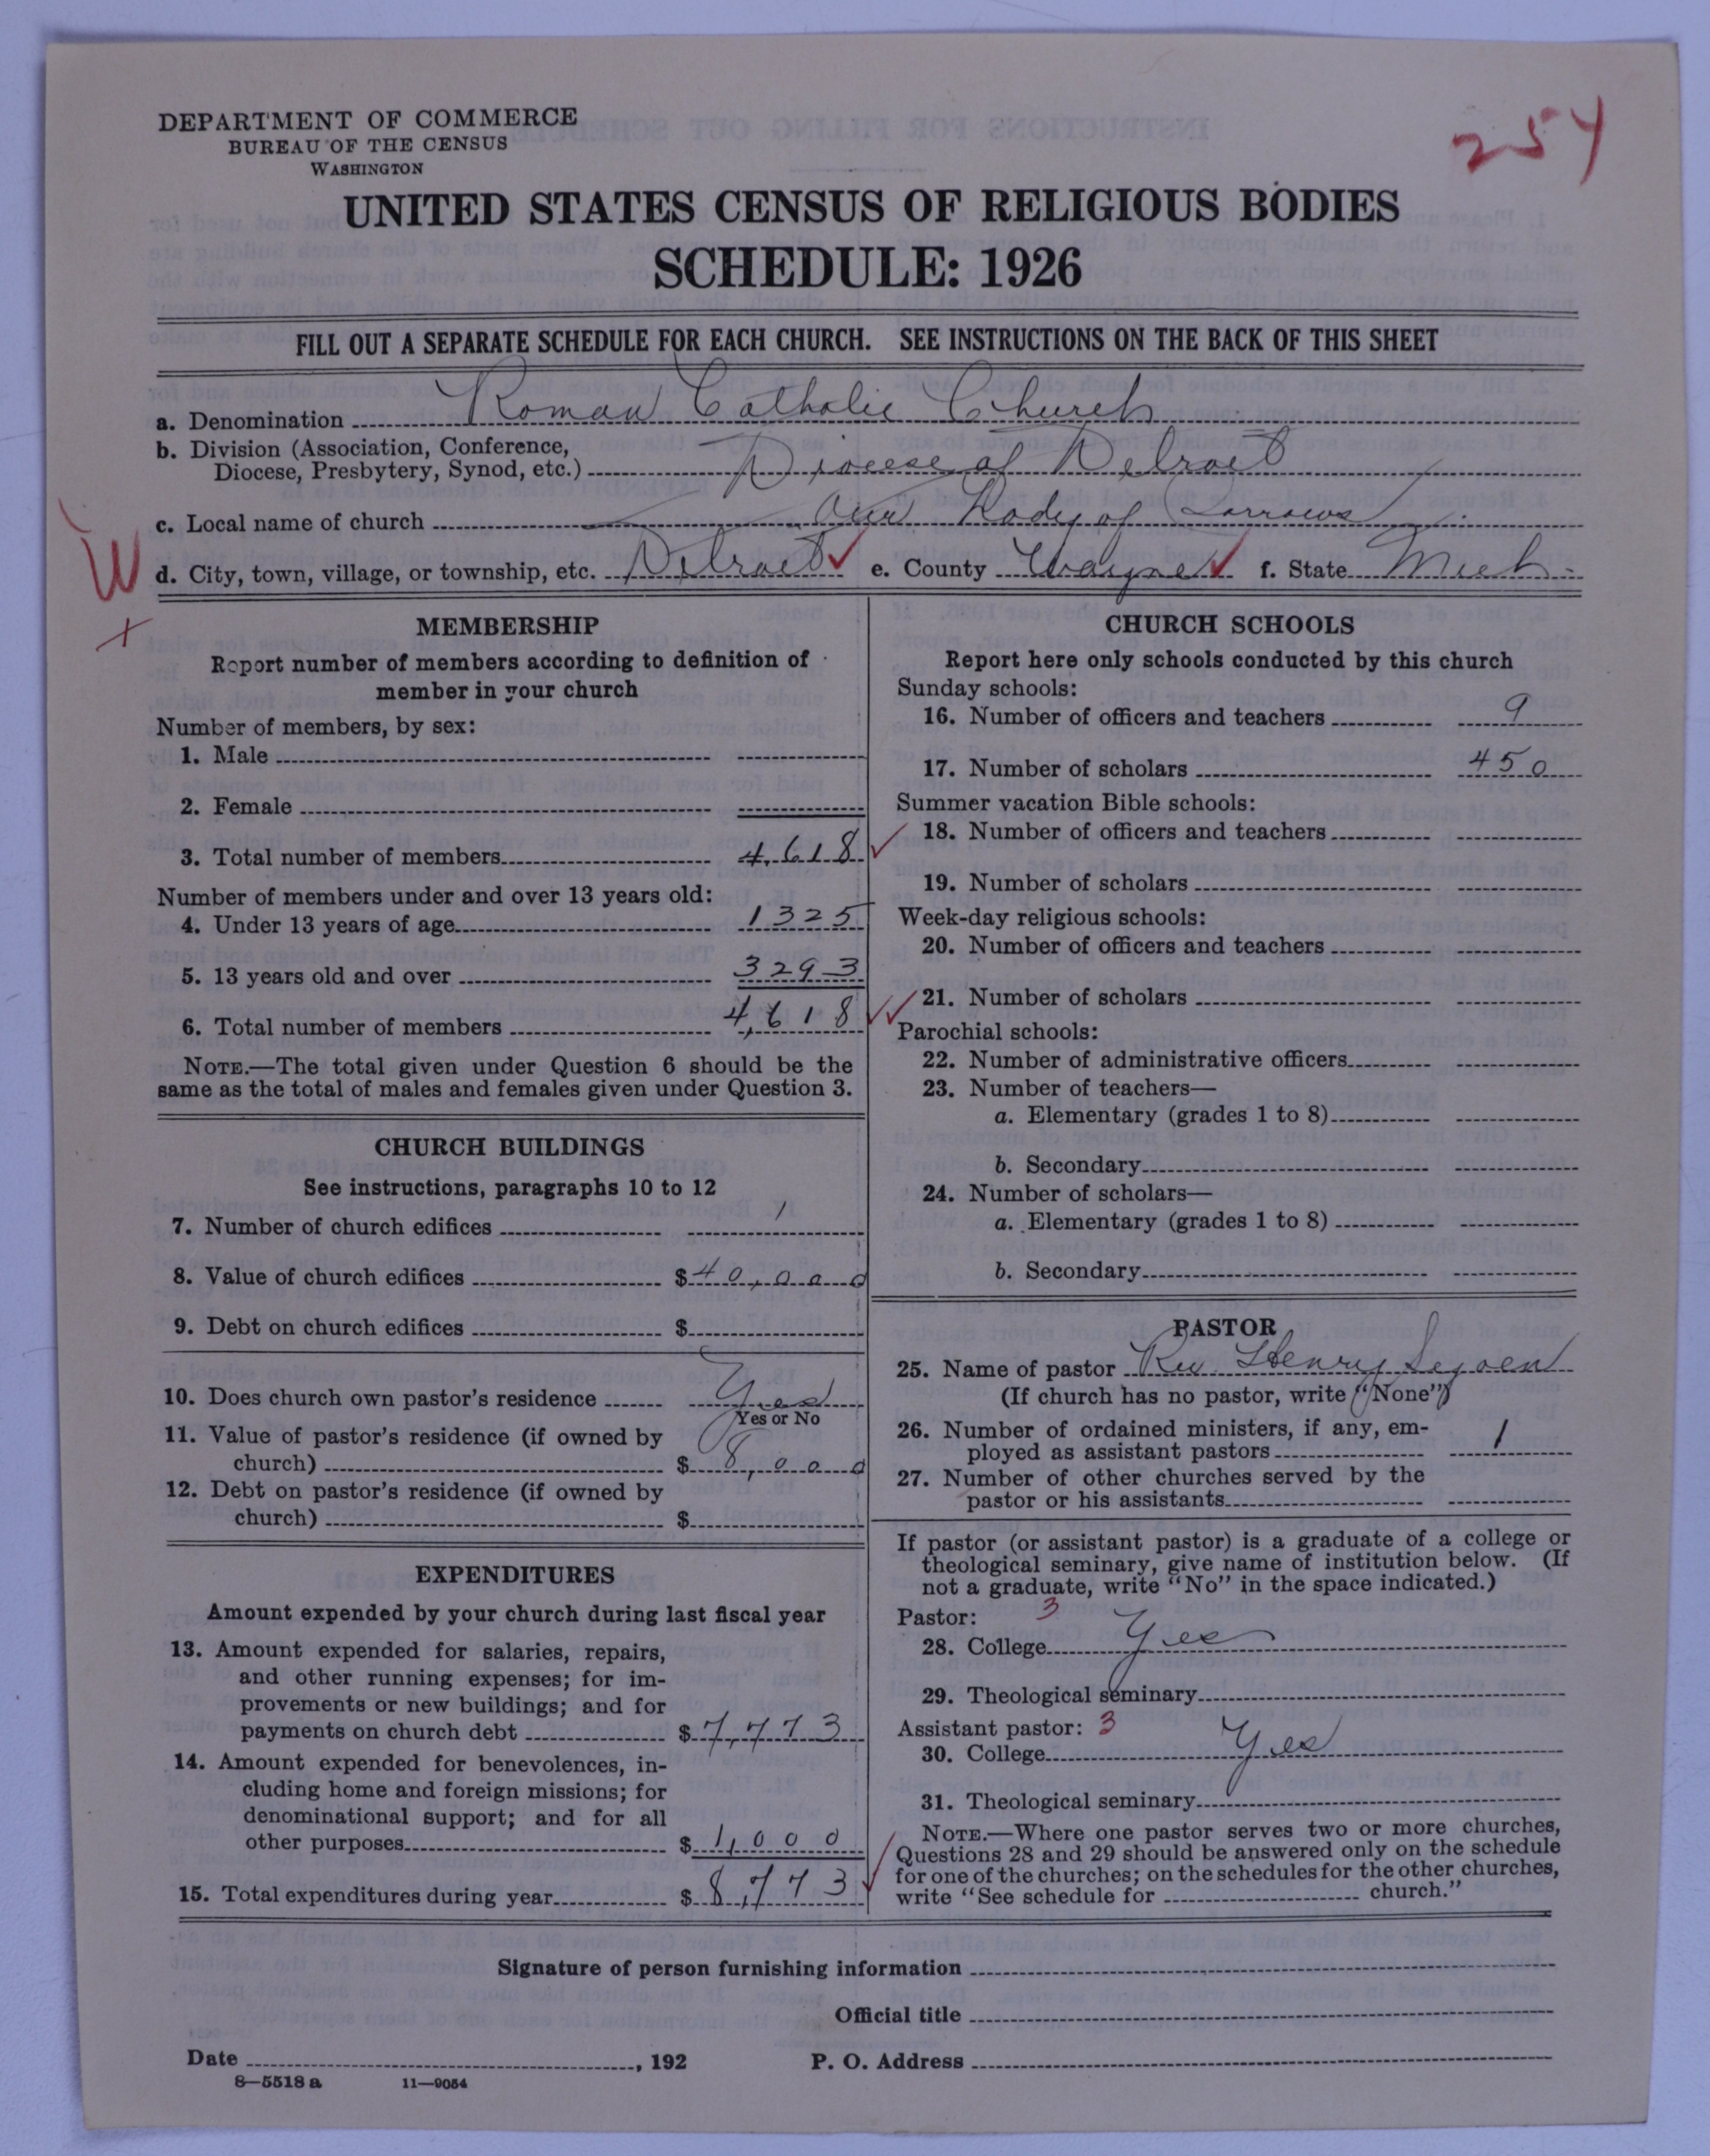 DEPARTMENT OF COMMERCE
BUREAU OF THE CENSUS
WASHINGTON
254
UNITED STATES CENSUS OF RELIGIOUS BODIES
SCHEDULE: 1926
FILL OUT A SEPARATE SCHEDULE FOR EACH CHURCH. SEE INSTRUCTIONS ON THE BACK OF THIS SHEET
a. Denomination Roman Catholic Church
b. Division (Association, Conference,
Diocese, Presbytery, Synod, etc.) Diocese of Detroit
c. Local name of church Our Lady of Sorrows
W d. City, town, village, or township, etc. Detroit ✓ e. County Wayne ✓ f. State Mich.
MEMBERSHIP
Report number of members according to definition of
member in your church
Number of members, by sex:
1. Male
2. Female
3. Total number of members 4,618 ✓
Number of members under and over 13 years old:
4. Under 13 years of age 1325
5. 13 years old and over 3293
6. Total number of members 4,618 ✓✓
NOTE.—The total given under Question 6 should be the
same as the total of males and females given under Question 3.
CHURCH BUILDINGS
See instructions, paragraphs 10 to 12
7. Number of church edifices 1
8. Value of church edifices $40,000
9. Debt on church edifices $
10. Does church own pastor's residence Yes
Yes or No
11. Value of pastor's residence (if owned by
church) $8,000
12. Debt on pastor's residence (if owned by
church) $
EXPENDITURES
Amount expended by your church during last fiscal year
13. Amount expended for salaries, repairs,
and other running expenses; for im-
provements or new buildings; and for
payments on church debt $7,773
14. Amount expended for benevolences, in-
cluding home and foreign missions; for
denominational support; and for all
other purposes $1,000
15. Total expenditures during year $8,773 ✓
CHURCH SCHOOLS
Report here only schools conducted by this church
Sunday schools:
16. Number of officers and teachers 9
17. Number of scholars 450
Summer vacation Bible schools:
18. Number of officers and teachers
19. Number of scholars
Week-day religious schools:
20. Number of officers and teachers
21. Number of scholars
Parochial schools:
22. Number of administrative officers
23. Number of teachers—
a. Elementary (grades 1 to 8)
b. Secondary
24. Number of scholars—
a. Elementary (grades 1 to 8)
b. Secondary
PASTOR
25. Name of pastor Rev. Henry
(If church has no pastor, write "None")
26. Number of ordained ministers, if any, em-
ployed as assistant pastors 1
27. Number of other churches served by the
pastor or his assistants
If pastor (or assistant pastor) is a graduate of a college or
theological seminary, give name of institution below. (If
not a graduate, write "No" in the space indicated.)
Pastor: 3
28. College Yes
29. Theological seminary
Assistant pastor: 3
30. College Yes
31. Theological seminary
NOTE.—Where one pastor serves two or more churches,
Questions 28 and 29 should be answered only on the schedule
for one of the churches; on the schedules for the other churches,
write "See schedule for church."
Signature of person furnishing information
Official title
Date , 192
P. O. Address
8—5518 a 11—9054